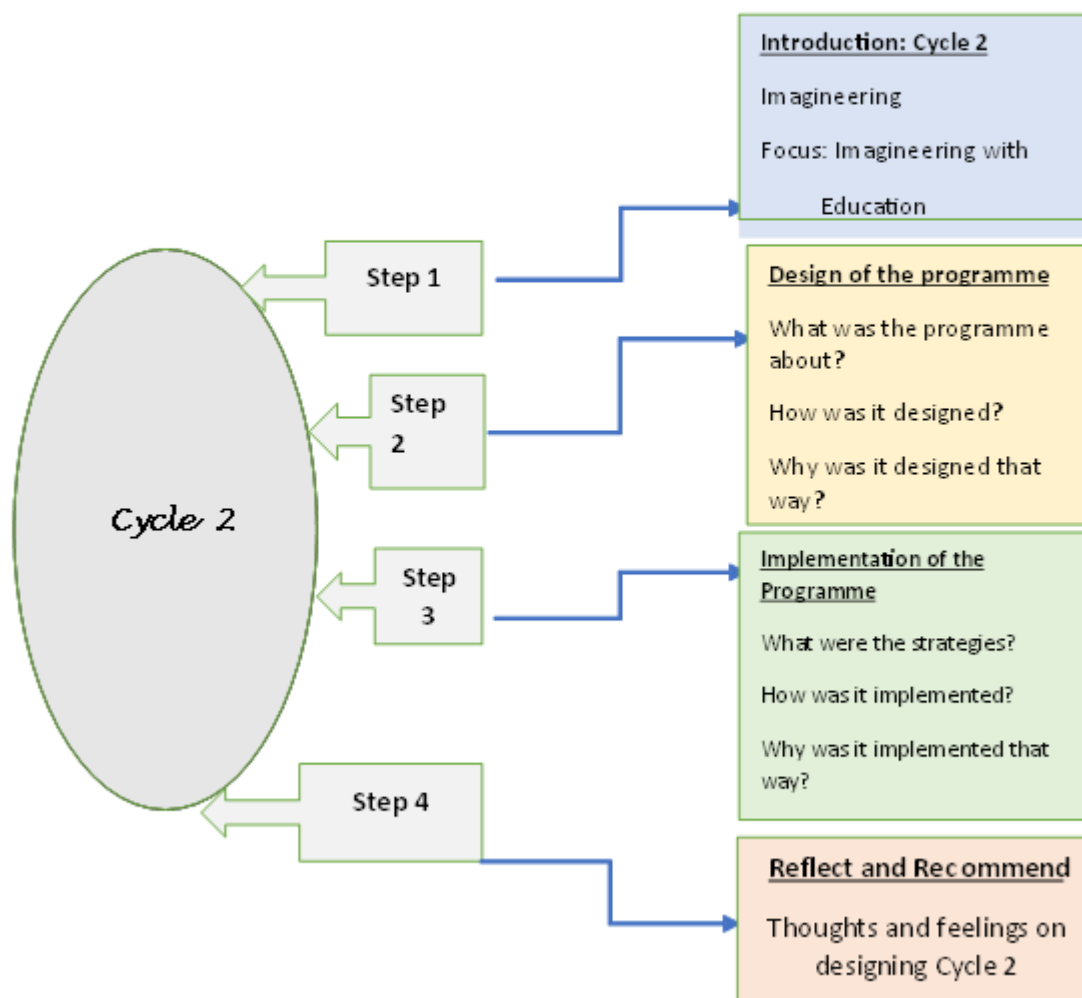 Introduction: Cycle 2
Imagineering
Focus: Imagineering with
Education
Step 1
Design of the programme
What was the programme
about?
How was it designed?
Why was it designed that
way?
Step
2
Cycle 2
Implementation of the
Programme
What were the strategies?
How was it implemented?
Why was it implemented that
way?
Step
3
Step 4
Reflect and Recommend
Thoughts and feelings on
designing Cycle 2